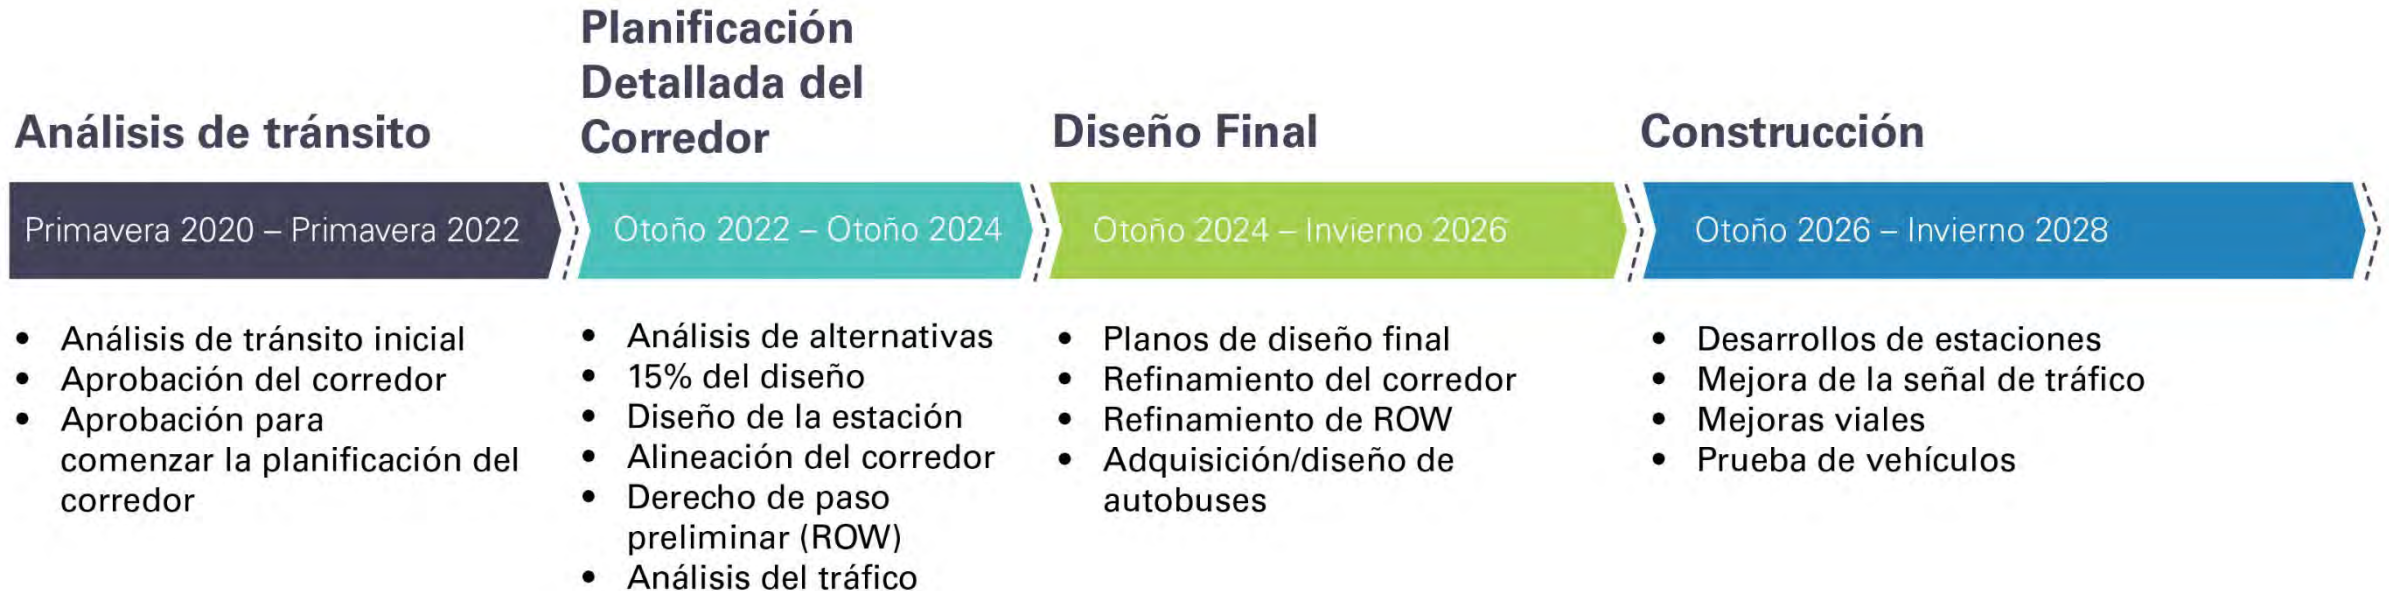 Análisis de tránsito
Primavera 2020 – Primavera 2022
• Análisis de tránsito inicial
• Aprobación del corredor
• Aprobación para
comenzar la planificación del
corredor
Planificación
Detallada del
Corredor
Otoño 2022 – Otoño 2024
• Análisis de alternativas
• 15% del diseño
• Diseño de la estación
• Alineación del corredor
• Derecho de paso
preliminar (ROW)
• Análisis del tráfico
Diseño Final
Otoño 2024 – Invierno 2026
• Planos de diseño final
• Refinamiento del corredor
• Refinamiento de ROW
• Adquisición/diseño de
autobuses
Construcción
Otoño 2026 – Invierno 2028
• Desarrollos de estaciones
• Mejora de la señal de tráfico
• Mejoras viales
• Prueba de vehículos